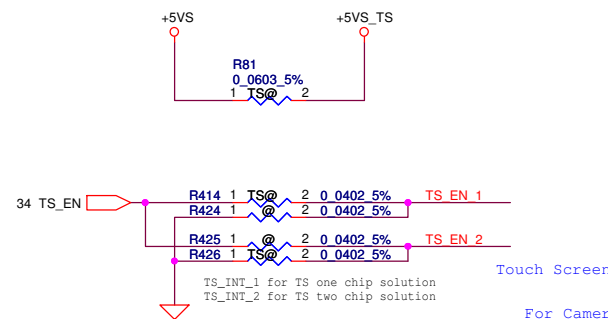 +5VS +5VS_TS
R81
0_0603_5%
1 TS@ 2
34 TS_EN
R414 1 TS@ 2 0_0402_5% TS_EN_1
R424 1 @ 2 0_0402_5%
R425 1 @ 2 0_0402_5% TS_EN_2
R426 1 TS@ 2 0_0402_5%
TS_INT_1 for TS one chip solution
TS_INT_2 for TS two chip solution
Touch Screen
For Camer